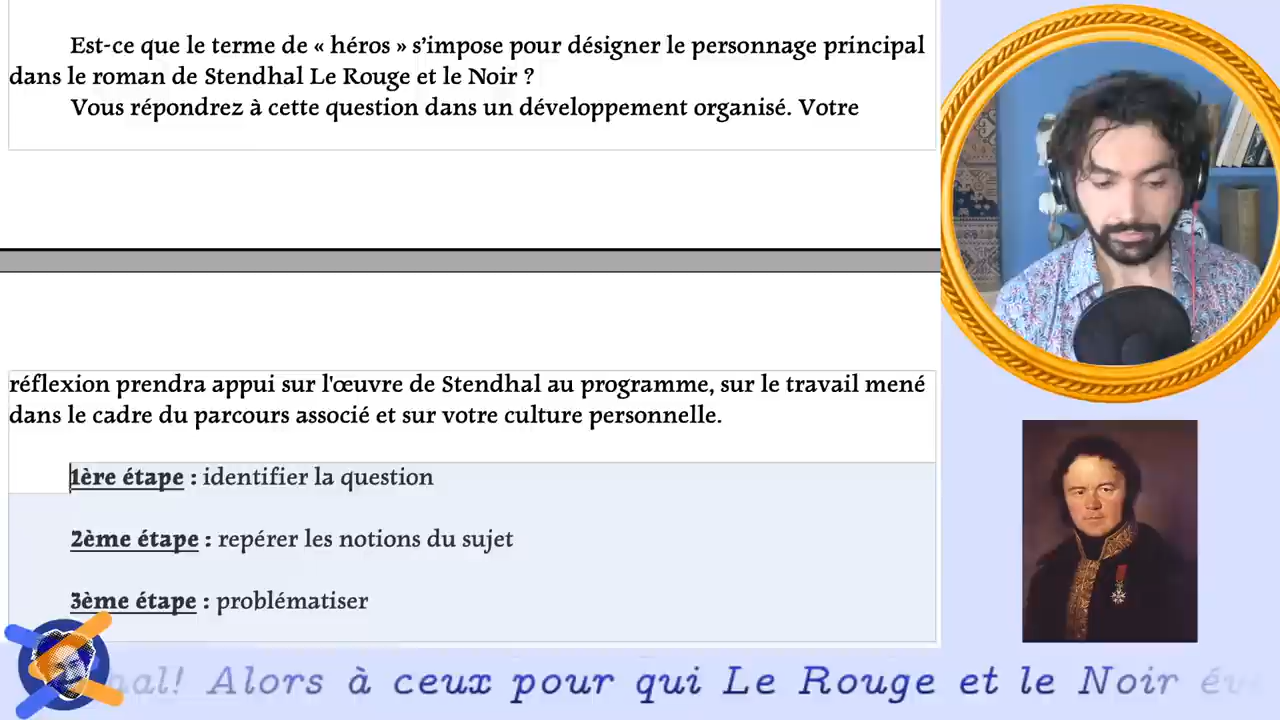 Est-ce que le terme de « héros » s’impose pour désigner le personnage principal
dans le roman de Stendhal Le Rouge et le Noir ?
Vous répondrez à cette question dans un développement organisé. Votre
réflexion prendra appui sur l'œuvre de Stendhal au programme, sur le travail mené
dans le cadre du parcours associé et sur votre culture personnelle.
1ère étape : identifier la question
2ème étape : repérer les notions du sujet
3ème étape : problématiser
Alors à ceux pour qui Le Rouge et le Noir